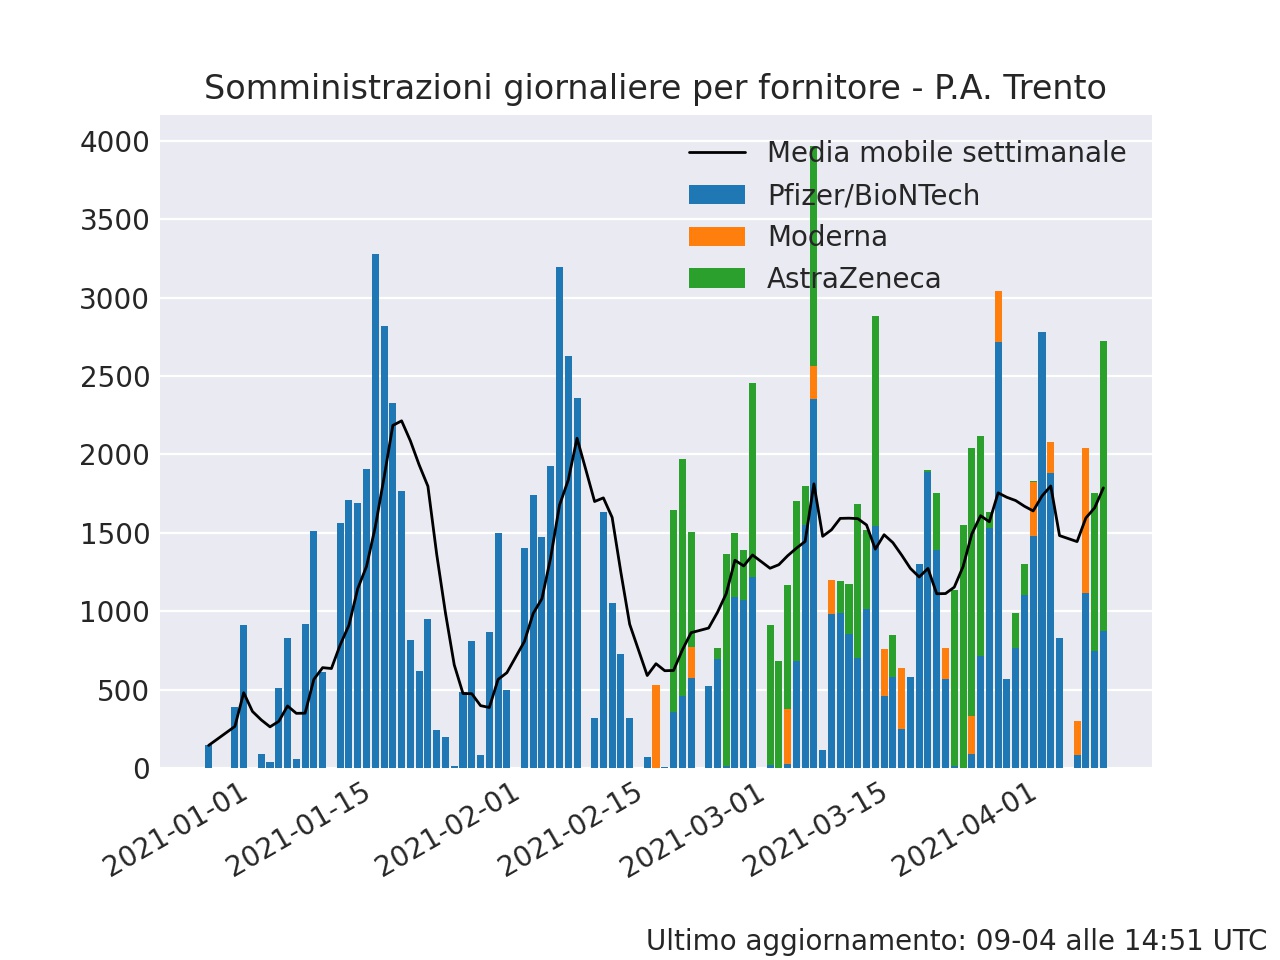 Somministrazioni giornaliere per fornitore - P.A. Trento
4000
3500
3000
2500
2000
1500
1000
500
0
Media mobile settimanale
Pfizer/BioNTech
Moderna
AstraZeneca
2021-01-01
2021-01-15
2021-02-01
2021-02-15
2021-03-01
2021-03-15
2021-04-01
Ultimo aggiornamento: 09-04 alle 14:51 UTC